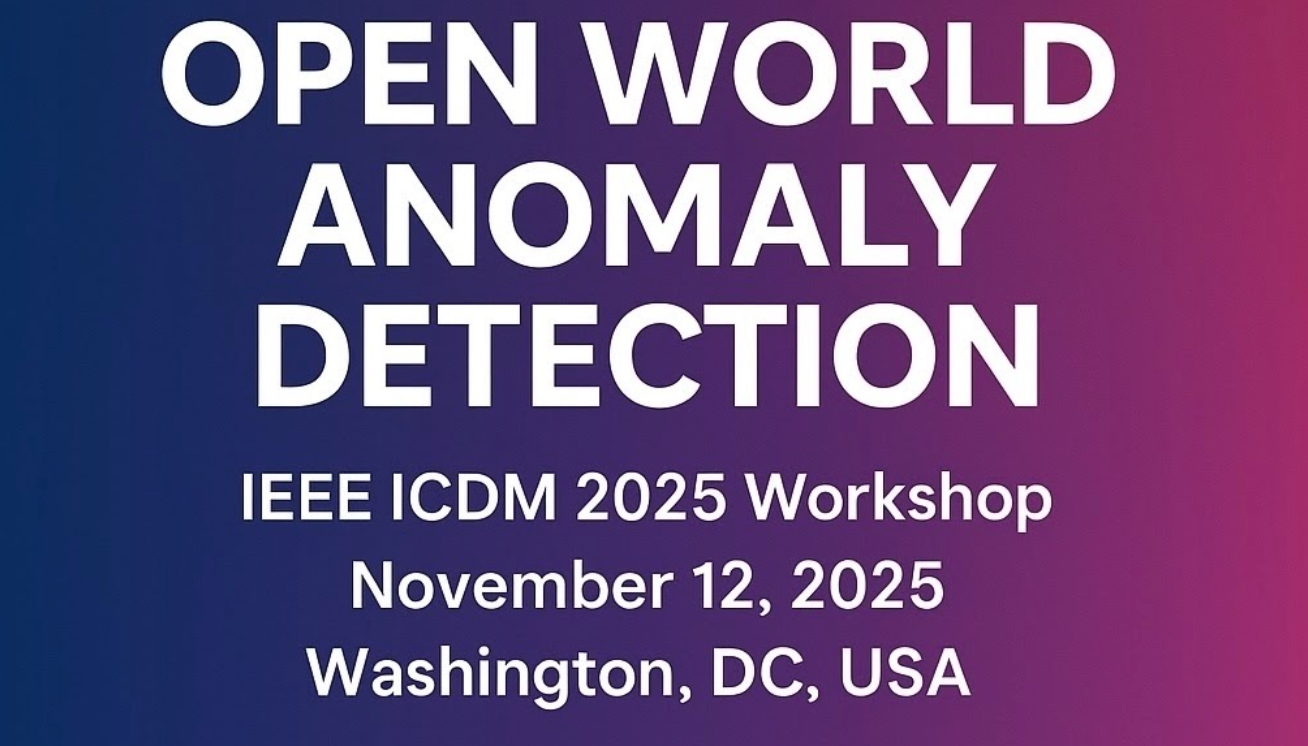 OPEN WORLD
ANOMALY
DETECTION
IEEE ICDM 2025 Workshop
November 12, 2025
Washington, DC, USA